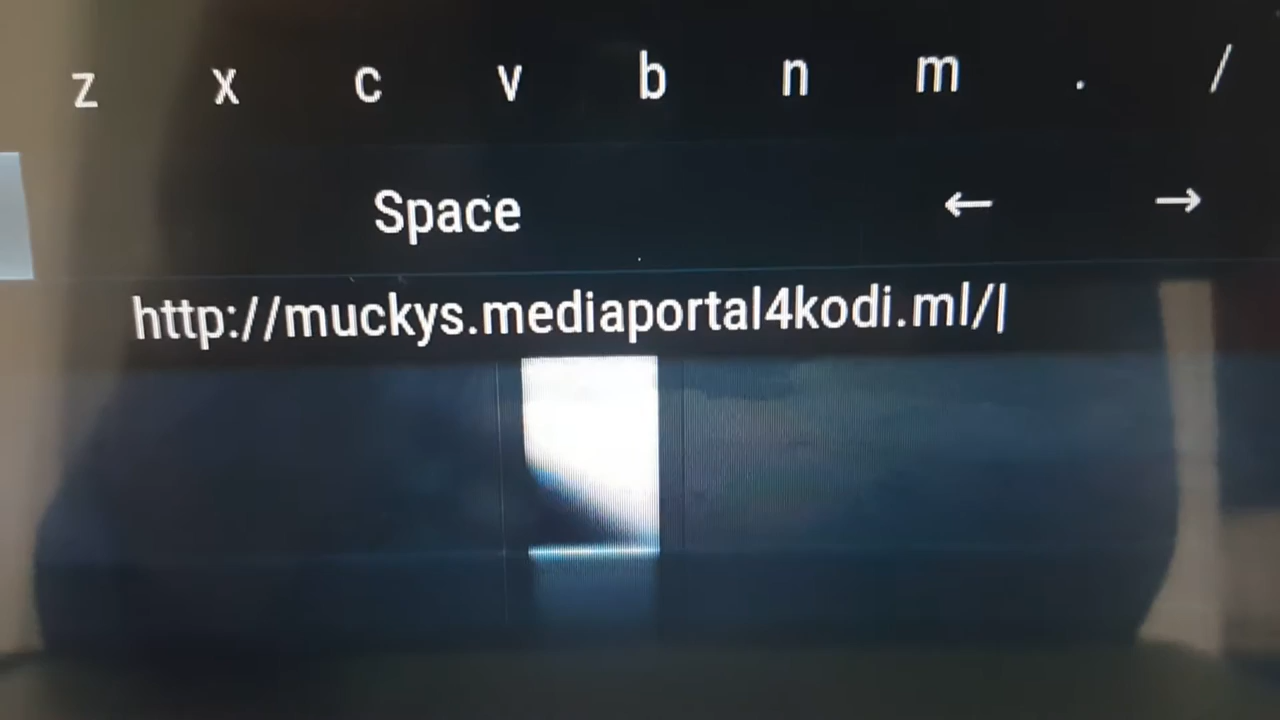 z x c v b n m . /
Space ← →
http://muckys.mediaportal4kodi.ml/|